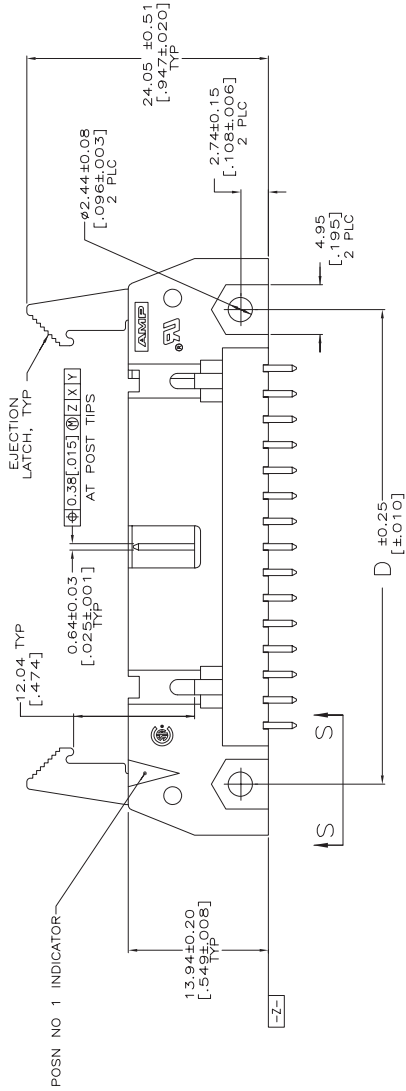 POSN NO 1 INDICATOR
13.94±0.20
[.549±.008]
TYP
-Z-
12.04 TYP
[.474]
0.64±0.03
[.025±.001]
TYP
⌖ 0.38[.015] Ⓜ Z X Y
AT POST TIPS
EJECTION
LATCH, TYP
AMP
®
24.05 ±0.51
[.947±.020]
TYP
⌀2.44±0.08
[.096±.003]
2 PLC
2.74±0.15
[.108±.006]
2 PLC
4.95
[.195]
2 PLC
D ±0.25
[±.010]
S
S